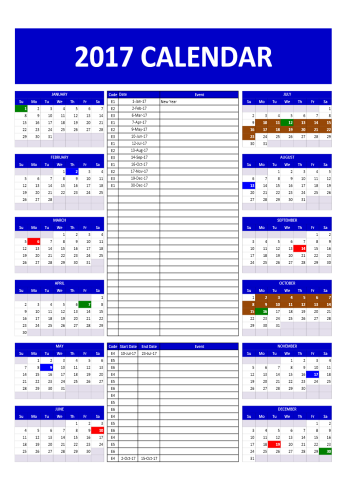 2017 CALENDAR
JANUARY
Su Mo Tu We Th Fr Sa
1 2 3 4 5 6 7
8 9 10 11 12 13 14
15 16 17 18 19 20 21
22 23 24 25 26 27 28
29 30 31
FEBRUARY
Su Mo Tu We Th Fr Sa
1 2 3 4
5 6 7 8 9 10 11
12 13 14 15 16 17 18
19 20 21 22 23 24 25
26 27 28
MARCH
Su Mo Tu We Th Fr Sa
1 2 3 4
5 6 7 8 9 10 11
12 13 14 15 16 17 18
19 20 21 22 23 24 25
26 27 28 29 30 31
APRIL
Su Mo Tu We Th Fr Sa
1
2 3 4 5 6 7 8
9 10 11 12 13 14 15
16 17 18 19 20 21 22
23 24 25 26 27 28 29
30
MAY
Su Mo Tu We Th Fr Sa
1 2 3 4 5 6
7 8 9 10 11 12 13
14 15 16 17 18 19 20
21 22 23 24 25 26 27
28 29 30 31
JUNE
Su Mo Tu We Th Fr Sa
1 2 3
4 5 6 7 8 9 10
11 12 13 14 15 16 17
18 19 20 21 22 23 24
25 26 27 28 29 30
Code Date Event
E1 1-Jan-17 New Year
E2 2-Feb-17
E3 6-Mar-17
E1 7-Apr-17
E2 9-May-17
E3 10-Jun-17
E1 12-Jul-17
E2 13-Aug-17
E3 14-Sep-17
E1 16-Oct-17
E2 17-Nov-17
E3 19-Dec-17
E1 30-Dec-17
Code Start Date End Date Event
E4 10-Jul-17
E4 15-Oct-17
JULY
Su Mo Tu We Th Fr Sa
1
2 3 4 5 6 7 8
9 10 11 12 13 14 15
16 17 18 19 20 21 22
23 24 25 26 27 28 29
30 31
AUGUST
Su Mo Tu We Th Fr Sa
1 2 3 4 5
6 7 8 9 10 11 12
13 14 15 16 17 18 19
20 21 22 23 24 25 26
27 28 29 30 31
SEPTEMBER
Su Mo Tu We Th Fr Sa
1 2
3 4 5 6 7 8 9
10 11 12 13 14 15 16
17 18 19 20 21 22 23
24 25 26 27 28 29 30
OCTOBER
Su Mo Tu We Th Fr Sa
1 2 3 4 5 6 7
8 9 10 11 12 13 14
15 16 17 18 19 20 21
22 23 24 25 26 27 28
29 30 31
NOVEMBER
Su Mo Tu We Th Fr Sa
1 2 3 4
5 6 7 8 9 10 11
12 13 14 15 16 17 18
19 20 21 22 23 24 25
26 27 28 29 30
DECEMBER
Su Mo Tu We Th Fr Sa
1 2
3 4 5 6 7 8 9
10 11 12 13 14 15 16
17 18 19 20 21 22 23
24 25 26 27 28 29 30
31